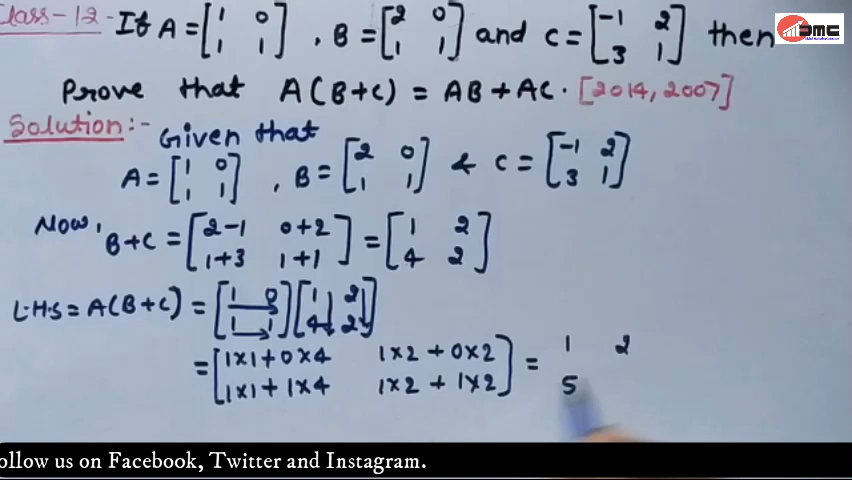 Class-12 - If A = [1 0 1 1], B = [2 0 1 1] and C = [-1 2 3 1] then
Prove that A(B+C) = AB+AC. [2014, 2007]
Solution:- Given that
A = [1 0 1 1], B = [2 0 1 1] & C = [-1 2 3 1]
Now, B+C = [2-1 0+2 1+3 1+1] = [1 2 4 2]
L.H.S = A(B+C) = [1 0 1 1][1 2 4 2]
= [1×1+0×4 1×2+0×2 1×1+1×4 1×2+1×2] = 1 2 5
DMC
ollow us on Facebook, Twitter and Instagram.